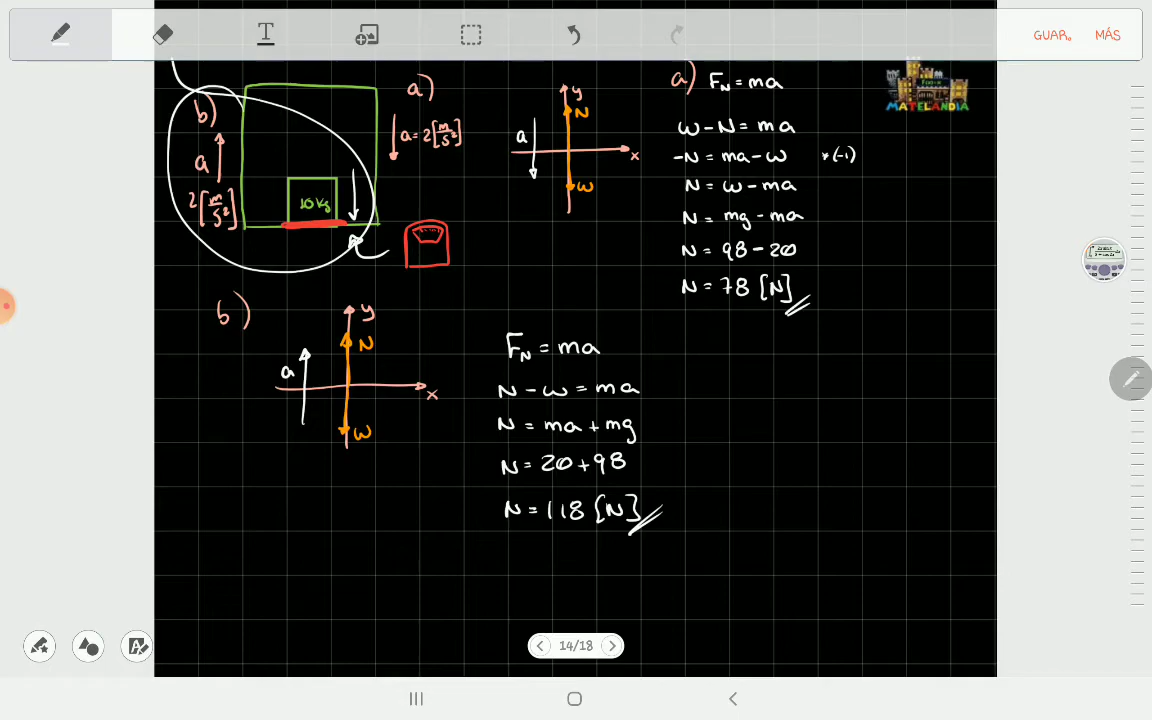 T
GUAR.
MÁS
FOCUX
MATELANDIA
b)
a
2[m/s²]
10 kg
a)
a = 2[m/s²]
a
y
N
x
W
a) F_N = ma
W - N = ma
-N = ma - W * (-1)
N = W - ma
N = mg - ma
N = 98 - 20
N = 78 [N]
b)
a
y
N
x
W
F_N = ma
N - W = ma
N = ma + mg
N = 20 + 98
N = 118 [N]
14/18